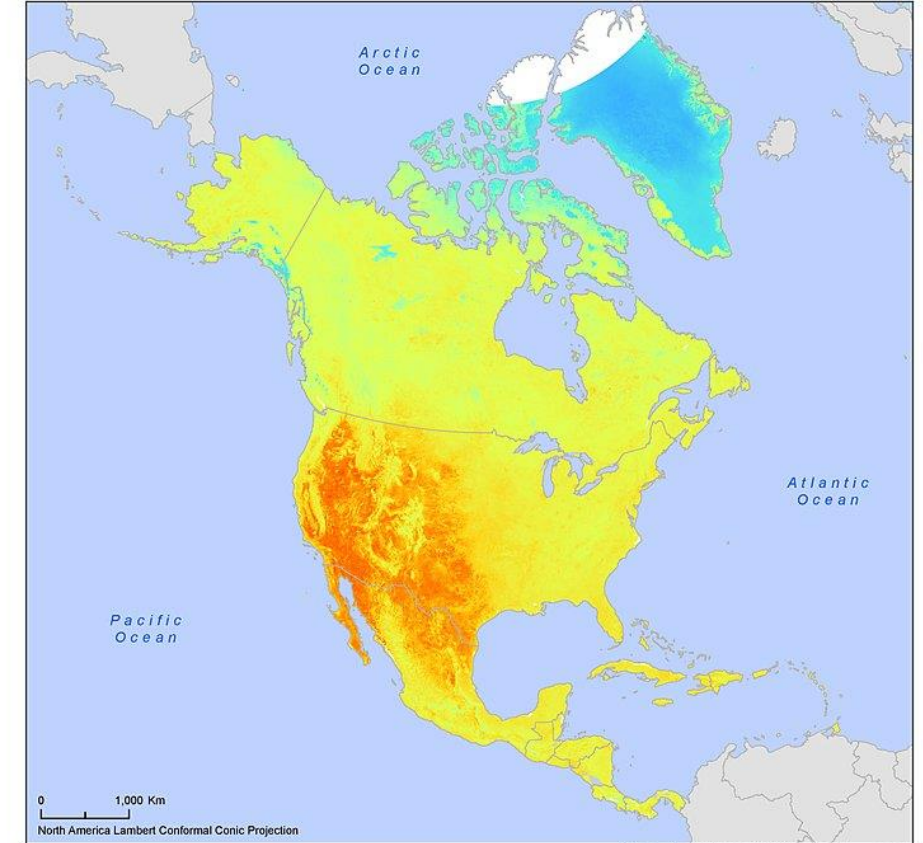 Arctic
Ocean
Atlantic
Ocean
Pacific
Ocean
0 1,000 Km
North America Lambert Conformal Conic Projection